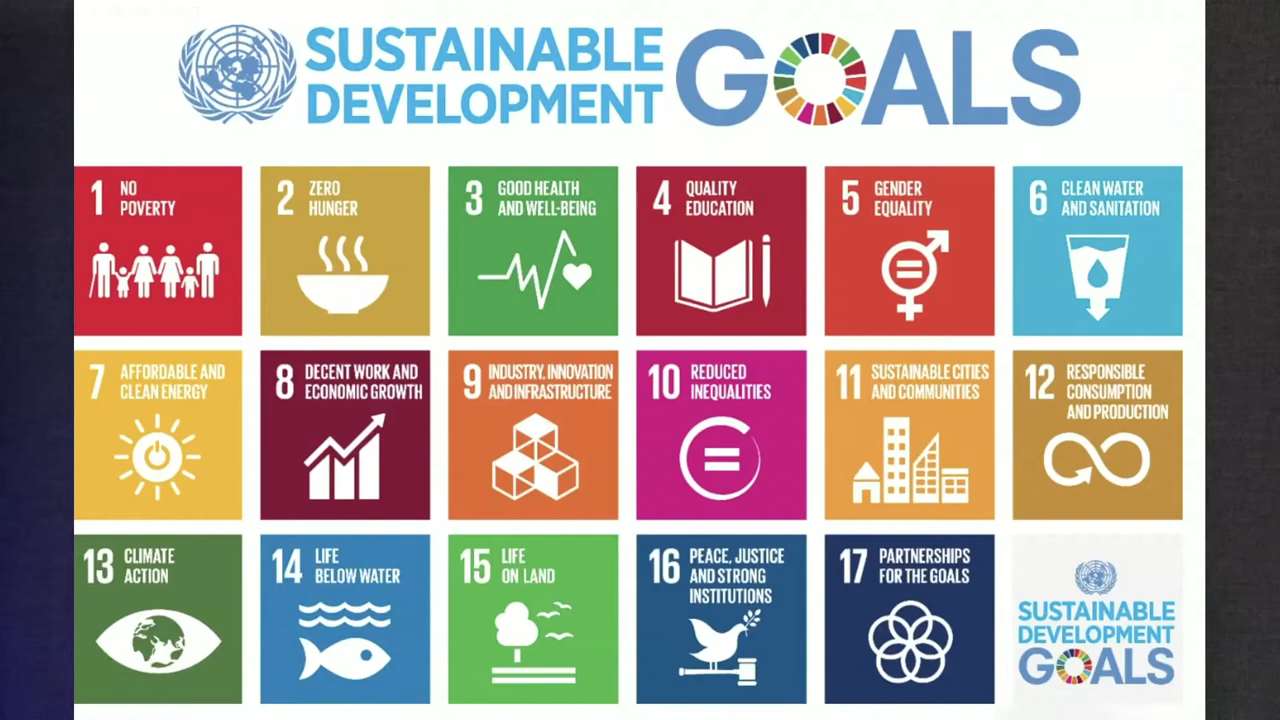 SUSTAINABLE
DEVELOPMENT
GOALS
1 NO
POVERTY
2 ZERO
HUNGER
3 GOOD HEALTH
AND WELL-BEING
4 QUALITY
EDUCATION
5 GENDER
EQUALITY
6 CLEAN WATER
AND SANITATION
7 AFFORDABLE AND
CLEAN ENERGY
8 DECENT WORK AND
ECONOMIC GROWTH
9 INDUSTRY, INNOVATION
AND INFRASTRUCTURE
10 REDUCED
INEQUALITIES
11 SUSTAINABLE CITIES
AND COMMUNITIES
12 RESPONSIBLE
CONSUMPTION
AND PRODUCTION
13 CLIMATE
ACTION
14 LIFE
BELOW WATER
15 LIFE
ON LAND
16 PEACE, JUSTICE
AND STRONG
INSTITUTIONS
17 PARTNERSHIPS
FOR THE GOALS
SUSTAINABLE
DEVELOPMENT
GOALS